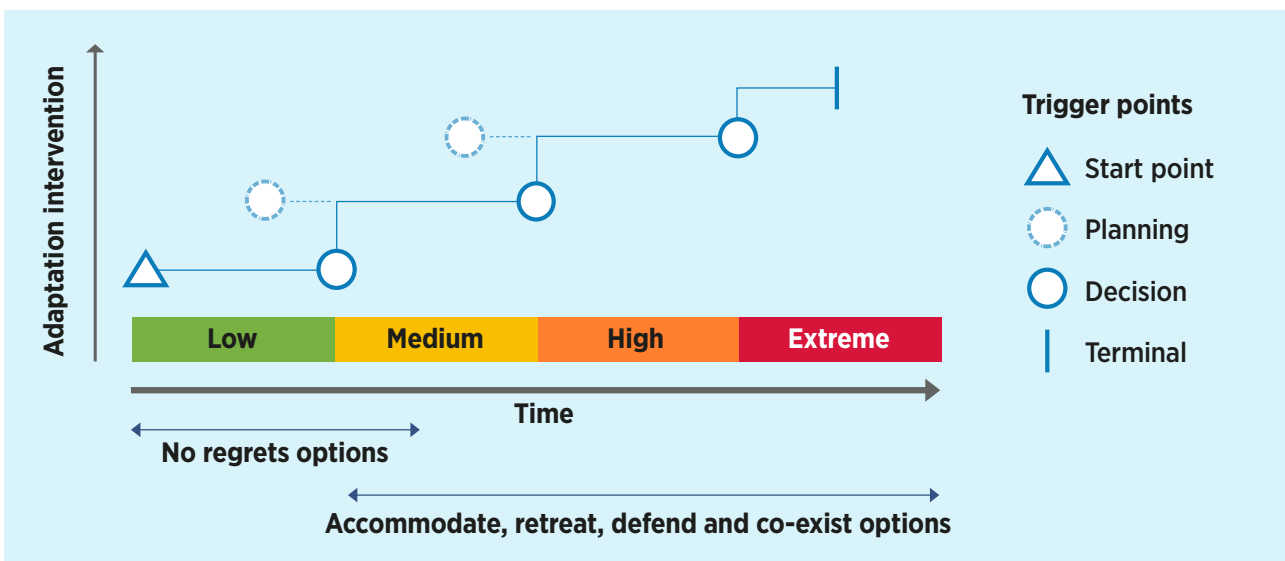 Adaptation intervention
Trigger points
Start point
Planning
Decision
Terminal
Low
Medium
High
Extreme
Time
No regrets options
Accommodate, retreat, defend and co-exist options